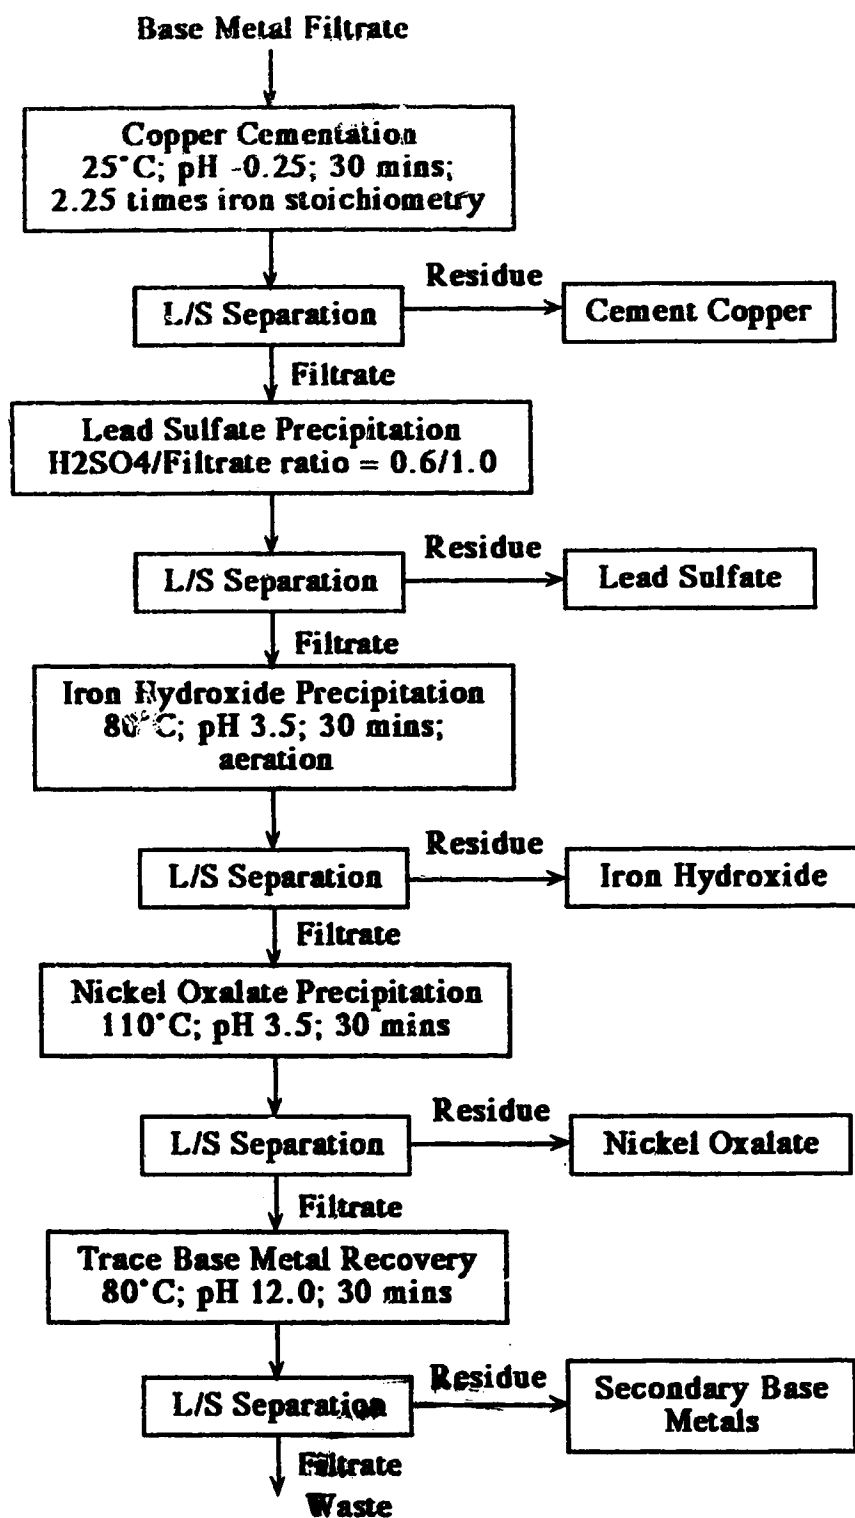 Base Metal Filtrate
Copper Cementation
25°C; pH -0.25; 30 mins;
2.25 times iron stoichiometry
Residue
L/S Separation
Cement Copper
Filtrate
Lead Sulfate Precipitation
H2SO4/Filtrate ratio = 0.6/1.0
Residue
L/S Separation
Lead Sulfate
Filtrate
Iron Hydroxide Precipitation
80°C; pH 3.5; 30 mins;
aeration
Residue
L/S Separation
Iron Hydroxide
Filtrate
Nickel Oxalate Precipitation
110°C; pH 3.5; 30 mins
Residue
L/S Separation
Nickel Oxalate
Filtrate
Trace Base Metal Recovery
80°C; pH 12.0; 30 mins
Residue
L/S Separation
Secondary Base
Metals
Filtrate
Waste